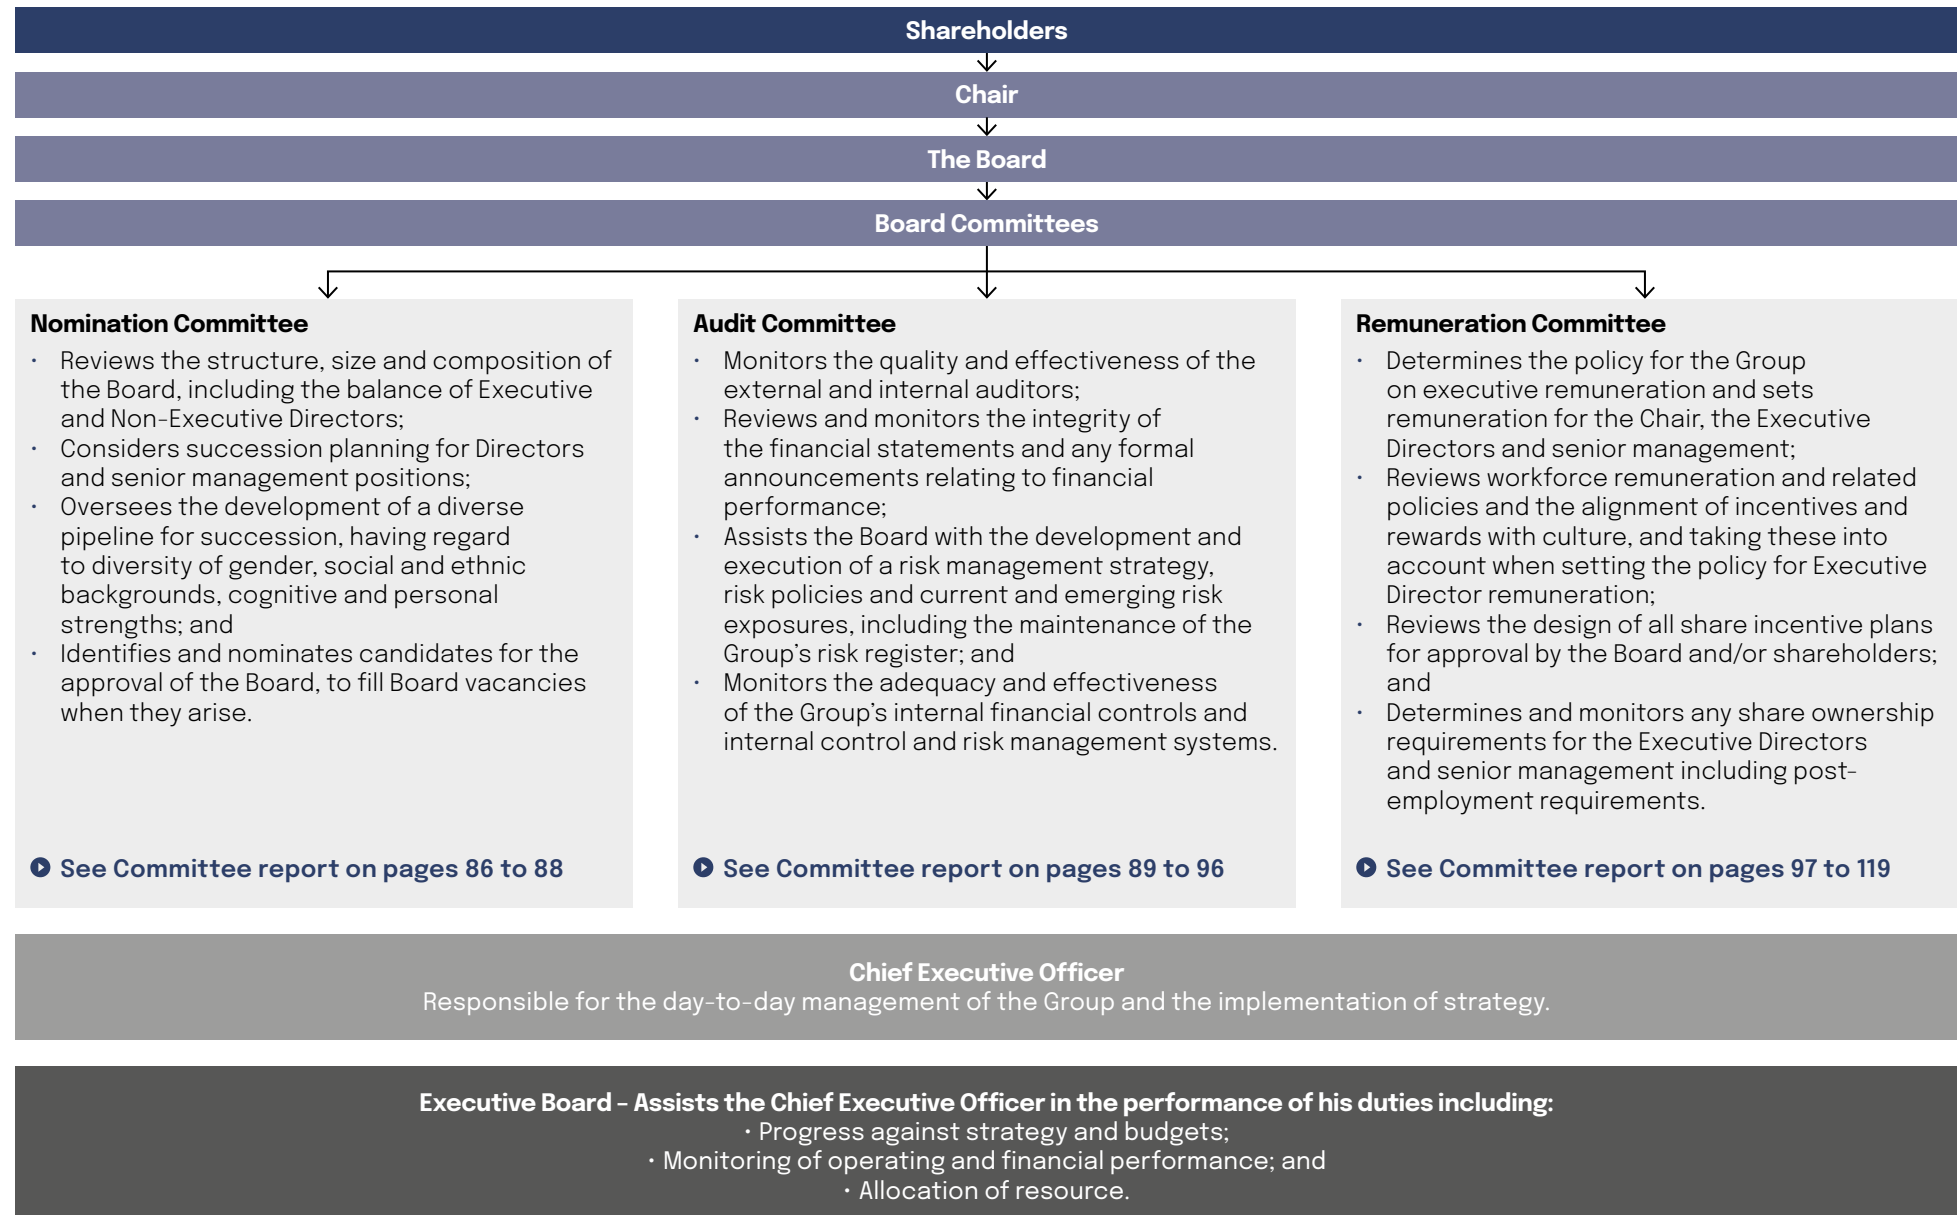 Shareholders
Chair
The Board
Board Committees
Nomination Committee
• Reviews the structure, size and composition of
the Board, including the balance of Executive
and Non-Executive Directors;
• Considers succession planning for Directors
and senior management positions;
• Oversees the development of a diverse
pipeline for succession, having regard
to diversity of gender, social and ethnic
backgrounds, cognitive and personal
strengths; and
• Identifies and nominates candidates for the
approval of the Board, to fill Board vacancies
when they arise.
See Committee report on pages 86 to 88
Audit Committee
• Monitors the quality and effectiveness of the
external and internal auditors;
• Reviews and monitors the integrity of
the financial statements and any formal
announcements relating to financial
performance;
• Assists the Board with the development and
execution of a risk management strategy,
risk policies and current and emerging risk
exposures, including the maintenance of the
Group's risk register; and
• Monitors the adequacy and effectiveness
of the Group's internal financial controls and
internal control and risk management systems.
See Committee report on pages 89 to 96
Remuneration Committee
• Determines the policy for the Group
on executive remuneration and sets
remuneration for the Chair, the Executive
Directors and senior management;
• Reviews workforce remuneration and related
policies and the alignment of incentives and
rewards with culture, and taking these into
account when setting the policy for Executive
Director remuneration;
• Reviews the design of all share incentive plans
for approval by the Board and/or shareholders;
and
• Determines and monitors any share ownership
requirements for the Executive Directors
and senior management including post-
employment requirements.
See Committee report on pages 97 to 119
Chief Executive Officer
Responsible for the day-to-day management of the Group and the implementation of strategy.
Executive Board – Assists the Chief Executive Officer in the performance of his duties including:
• Progress against strategy and budgets;
• Monitoring of operating and financial performance; and
• Allocation of resource.